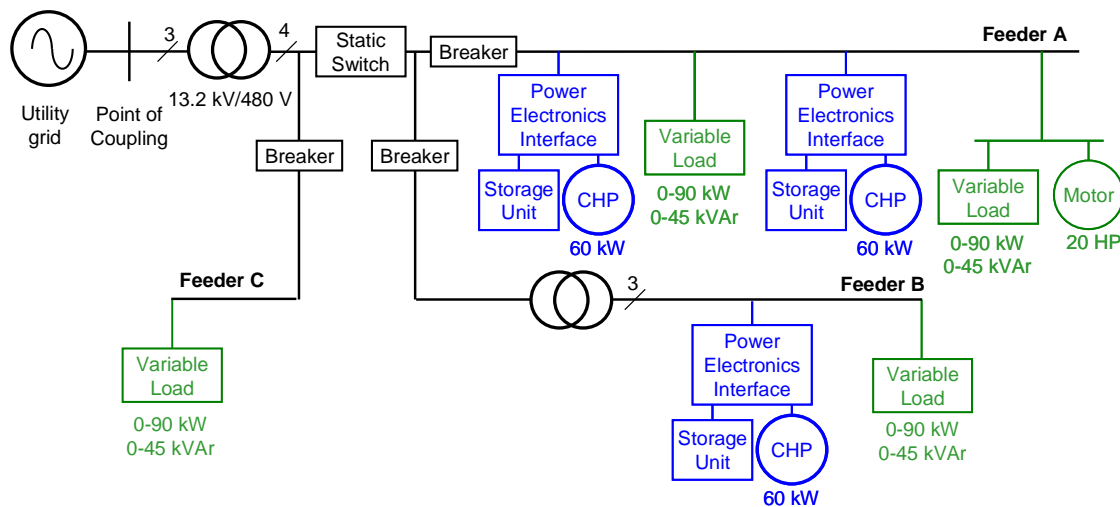 3
4
Static
Switch
Breaker
Feeder A
Utility
grid
Point of
Coupling
13.2 kV/480 V
Power
Electronics
Interface
Storage
Unit
CHP
60 kW
Variable
Load
0-90 kW
0-45 kVAr
Power
Electronics
Interface
Storage
Unit
CHP
60 kW
Variable
Load
0-90 kW
0-45 kVAr
Motor
20 HP
Breaker
Breaker
Feeder C
Variable
Load
0-90 kW
0-45 kVAr
3
Feeder B
Power
Electronics
Interface
Storage
Unit
CHP
60 kW
Variable
Load
0-90 kW
0-45 kVAr